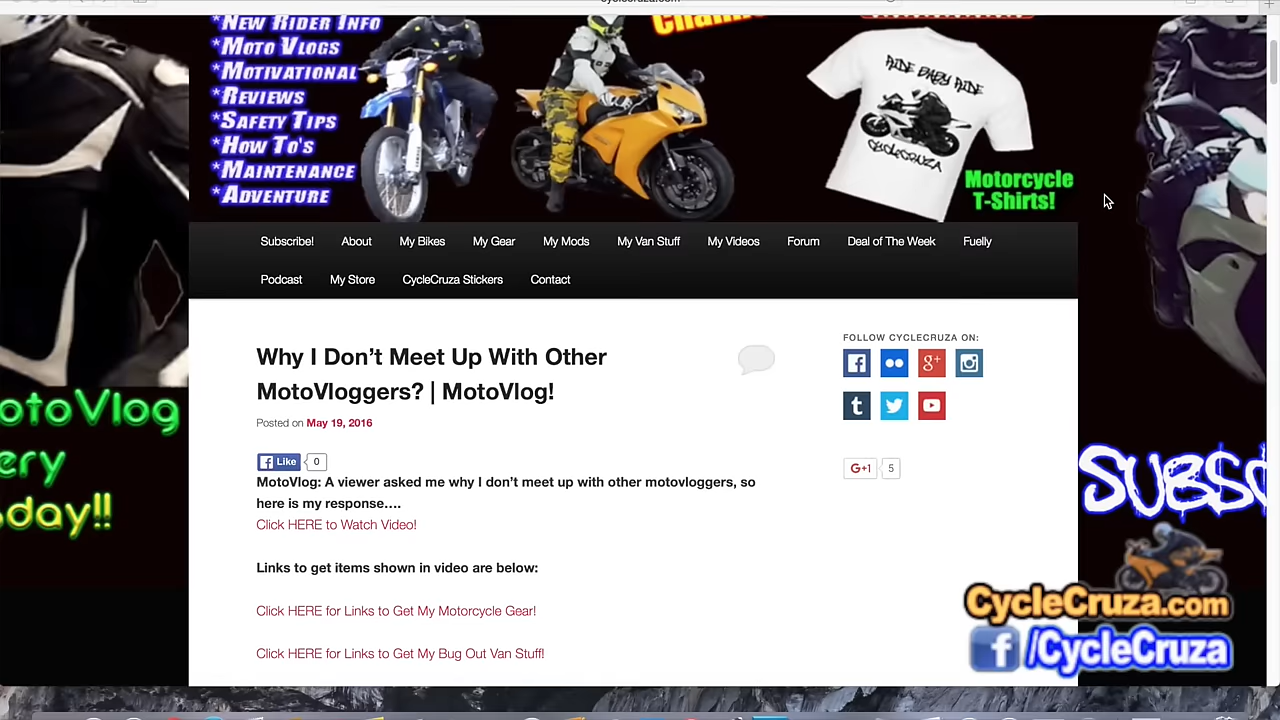 *New Rider Info
*Moto Vlogs
*Motivational
*Reviews
*Safety Tips
*How To's
*Maintenance
*Adventure
RIDE BABY RIDE
CYCLECRUZA
Motorcycle
T-Shirts!
Subscribe! About My Bikes My Gear My Mods My Van Stuff My Videos Forum Deal of The Week Fuelly
Podcast My Store CycleCruza Stickers Contact
Why I Don't Meet Up With Other
MotoVloggers? | MotoVlog!
Posted on May 19, 2016
Like 0
MotoVlog: A viewer asked me why I don't meet up with other motovloggers, so
here is my response....
Click HERE to Watch Video!
Links to get items shown in video are below:
Click HERE for Links to Get My Motorcycle Gear!
Click HERE for Links to Get My Bug Out Van Stuff!
FOLLOW CYCLECRUZA ON:
G+1 5
otoVlog
ery
sday!!
SUBSC
CycleCruza.com
f/CycleCruza